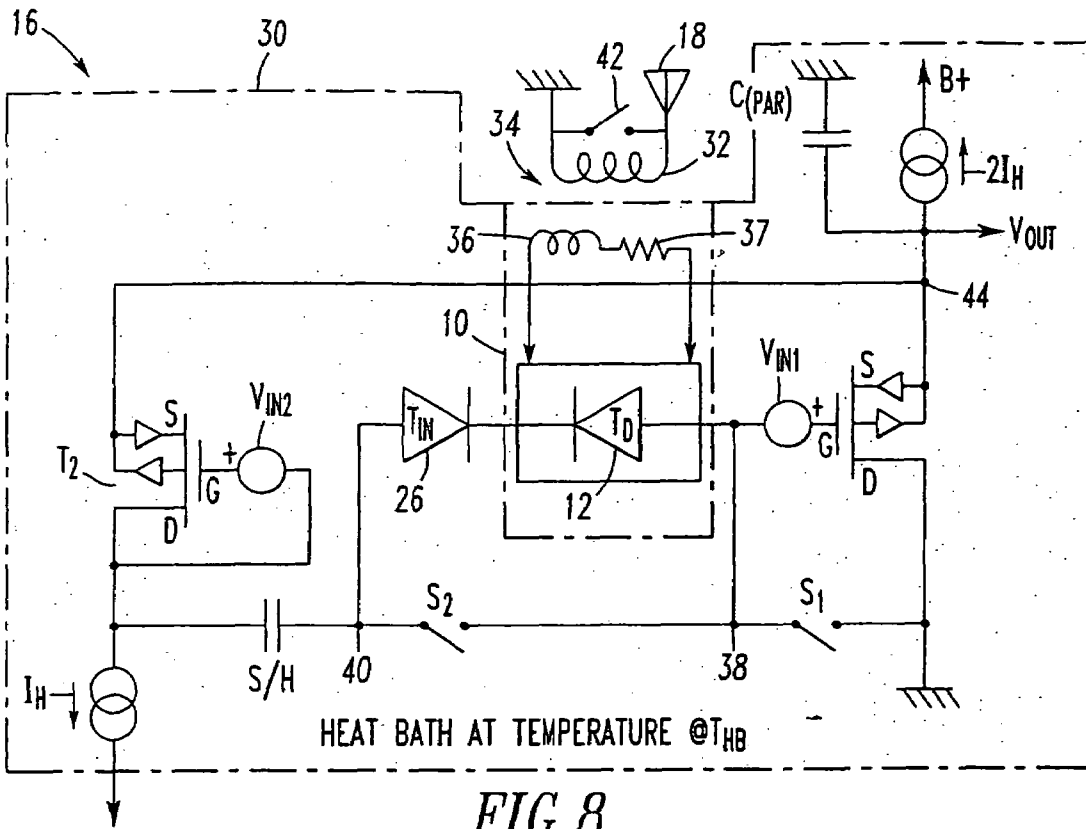 16
30
18
42
C(PAR)
B+
34
32
2IH
VOUT
36
37
44
10
VIN1
S
VIN2
S
+
TIN
TD
+
T2
G
G
D
D
26
12
S2
S1
40
38
S/H
IH
HEAT BATH AT TEMPERATURE @THB
FIG.8